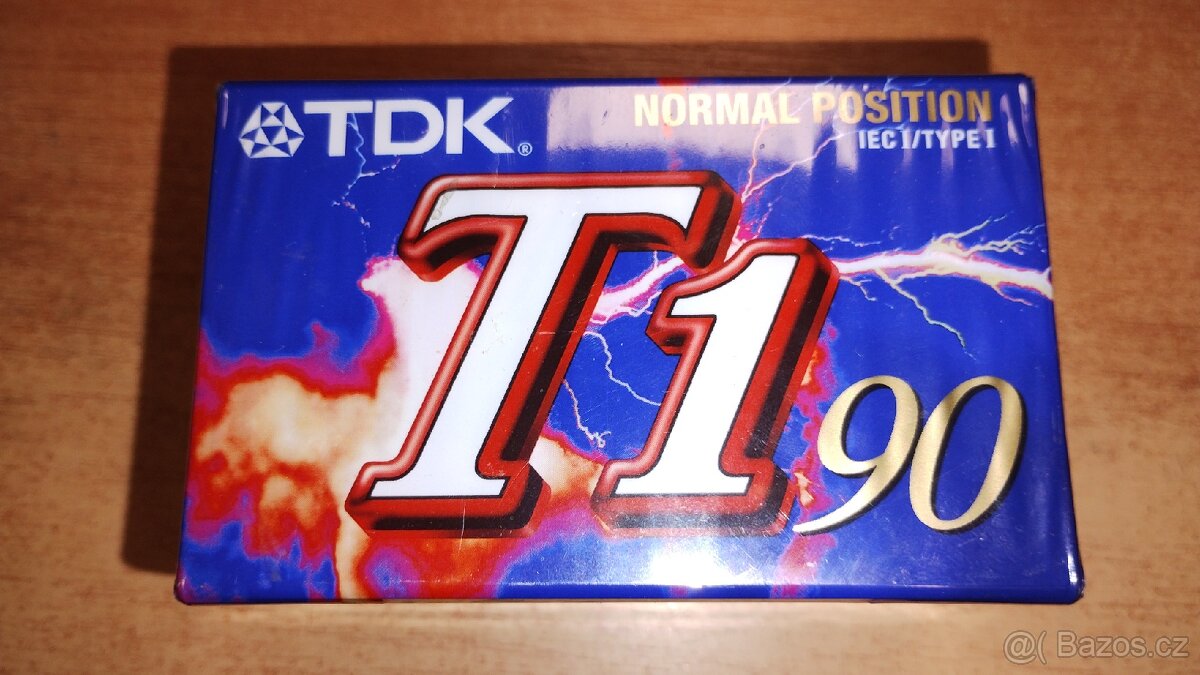 TDK®
NORMAL POSITION
IEC I/TYPE I
T1
90
@( Bazos.cz